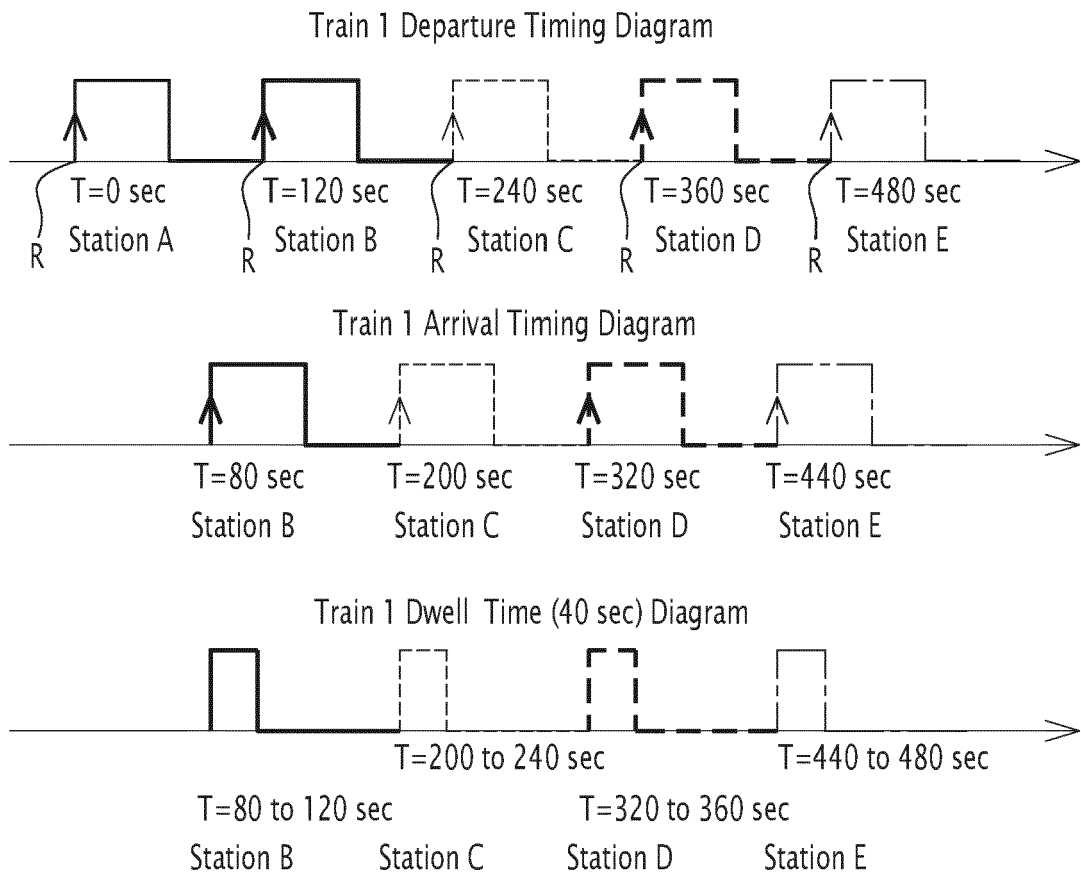 Train 1 Departure Timing Diagram
T=0 sec T=120 sec T=240 sec T=360 sec T=480 sec
R Station A R Station B R Station C R Station D R Station E
Train 1 Arrival Timing Diagram
T=80 sec T=200 sec T=320 sec T=440 sec
Station B Station C Station D Station E
Train 1 Dwell Time (40 sec) Diagram
T=200 to 240 sec T=440 to 480 sec
T=80 to 120 sec T=320 to 360 sec
Station B Station C Station D Station E